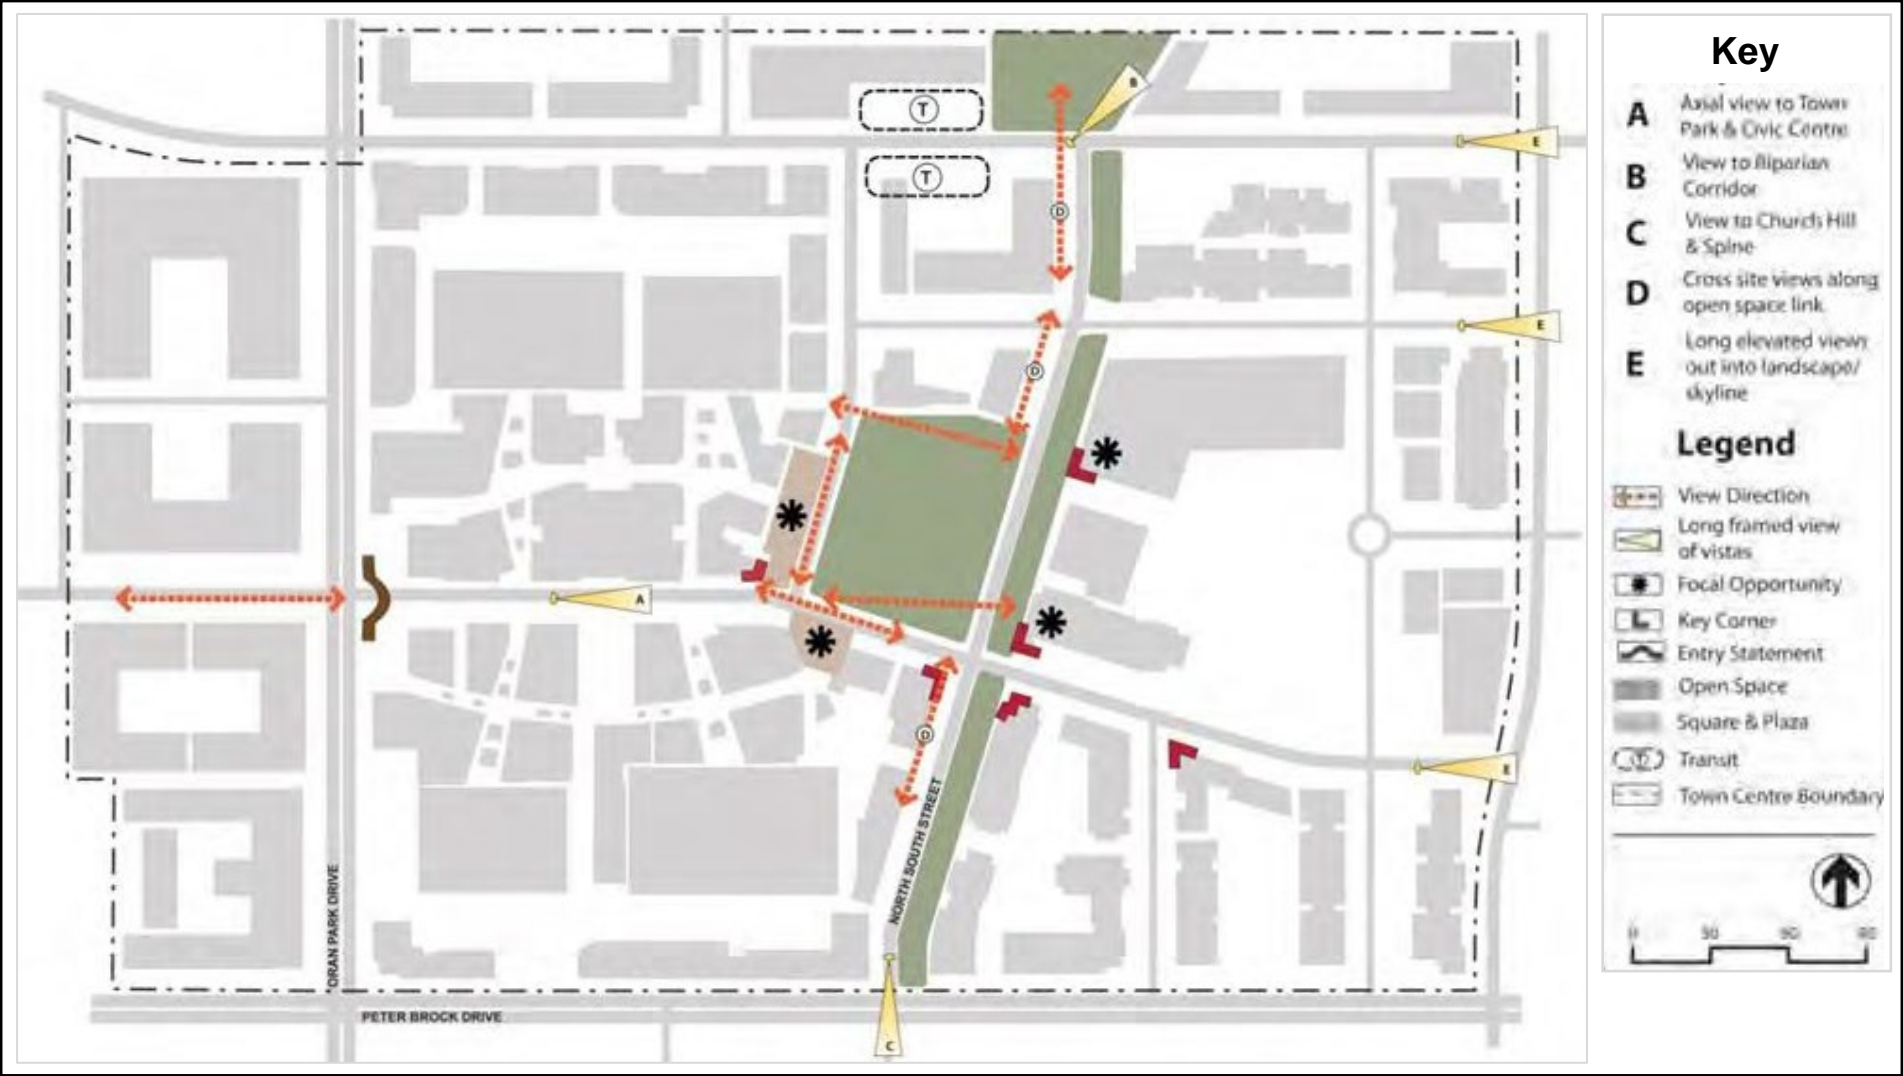 Key
A
Axial view to Town
Park & Civic Centre
B
View to Riparian
Corridor
C
View to Church Hill
& Spine
D
Cross site views along
open space link
E
Long elevated views
out into landscape/
skyline
Legend
View Direction
Long framed view
of vistas
Focal Opportunity
Key Corner
Entry Statement
Open Space
Square & Plaza
T
Transit
Town Centre Boundary
0
B
T
E
T
D
E
D
A
D
E
NORTH SOUTH STREET
ORAN PARK DRIVE
PETER BROCK DRIVE
C